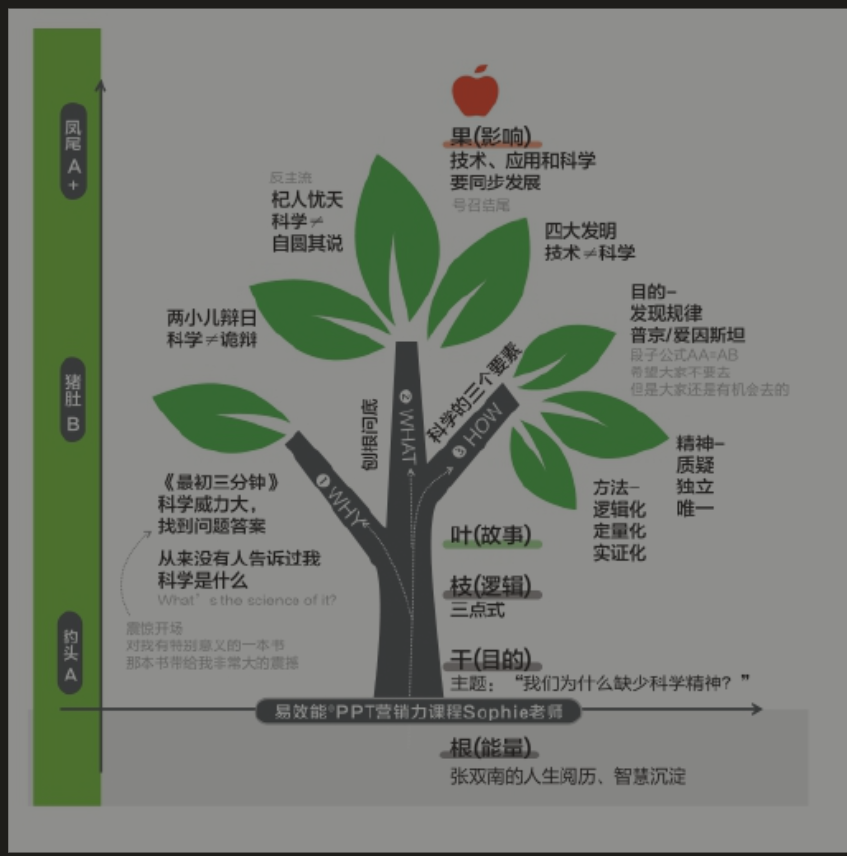 果(影响)
技术、应用和科学
要同步发展
号召结尾
凤尾 A+
反主流
杞人忧天
科学≠
自圆其说
四大发明
技术≠科学
目的-
发现规律
普京/爱因斯坦
段子公式AA=AB
希望大家不要去
但是大家还是有机会去的
两小儿辩日
科学≠诡辩
猪肚 B
刨根问底
❷ WHAT
科学的三个要素
❸ HOW
❶ WHY
精神-
质疑
独立
唯一
方法-
逻辑化
定量化
实证化
《最初三分钟》
科学威力大，
找到问题答案
从来没有人告诉过我
科学是什么
What's the science of it?
震惊开场
对我有特别意义的一本书
那本书带给我非常大的震撼
豹头 A
叶(故事)
枝(逻辑)
三点式
干(目的)
主题：“我们为什么缺少科学精神？”
易效能®PPT营销力课程Sophie老师
根(能量)
张双南的人生阅历、智慧沉淀